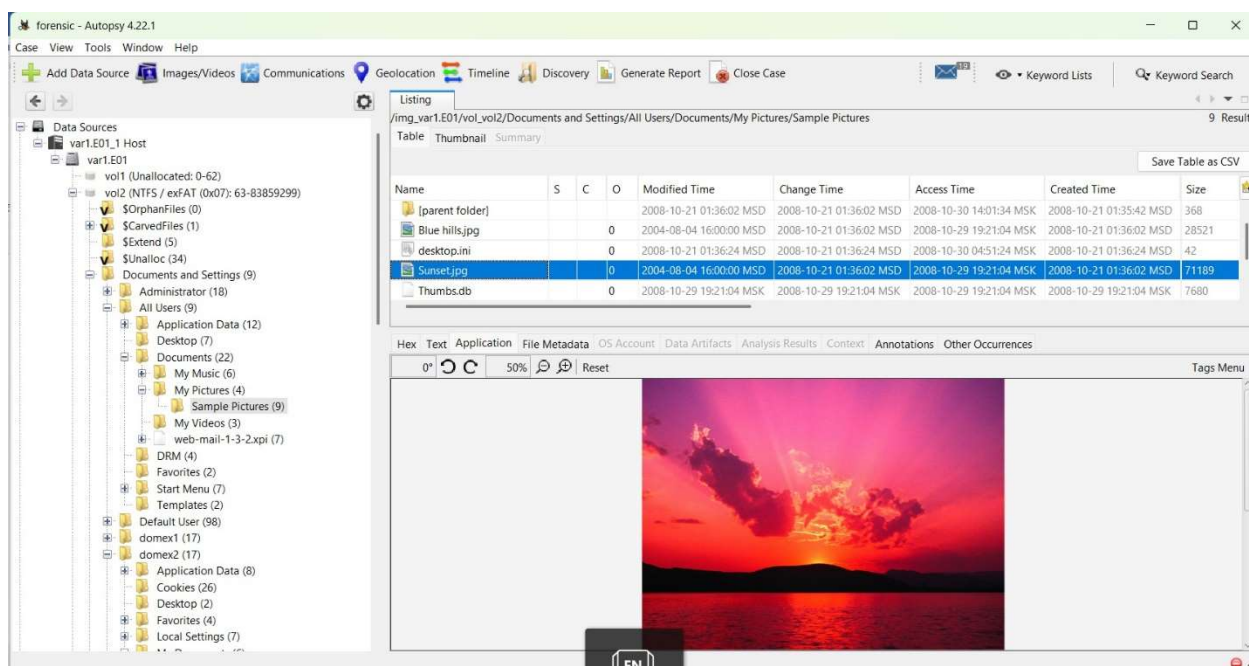 forensic - Autopsy 4.22.1
Case View Tools Window Help
Add Data Source Images/Videos Communications Geolocation Timeline Discovery Generate Report Close Case 19 Keyword Lists Keyword Search
Data Sources
var1.E01_1 Host
var1.E01
vol1 (Unallocated: 0-62)
vol2 (NTFS / exFAT (0x07): 63-83859299)
$OrphanFiles (0)
$CarvedFiles (1)
$Extend (5)
$Unalloc (34)
Documents and Settings (9)
Administrator (18)
All Users (9)
Application Data (12)
Desktop (7)
Documents (22)
My Music (6)
My Pictures (4)
Sample Pictures (9)
My Videos (3)
web-mail-1-3-2.xpi (7)
DRM (4)
Favorites (2)
Start Menu (7)
Templates (2)
Default User (98)
domex1 (17)
domex2 (17)
Application Data (8)
Cookies (26)
Desktop (2)
Favorites (4)
Local Settings (7)
Listing
/img_var1.E01/vol_vol2/Documents and Settings/All Users/Documents/My Pictures/Sample Pictures 9 Result
Table Thumbnail Summary
Save Table as CSV
Name S C O Modified Time Change Time Access Time Created Time Size
[parent folder] 2008-10-21 01:36:02 MSD 2008-10-21 01:36:02 MSD 2008-10-30 14:01:34 MSK 2008-10-21 01:35:42 MSD 368
Blue hills.jpg 0 2004-08-04 16:00:00 MSD 2008-10-21 01:36:02 MSD 2008-10-29 19:21:04 MSK 2008-10-21 01:36:02 MSD 28521
desktop.ini 0 2008-10-21 01:36:24 MSD 2008-10-21 01:36:24 MSD 2008-10-30 04:51:24 MSK 2008-10-21 01:36:24 MSD 42
Sunset.jpg 0 2004-08-04 16:00:00 MSD 2008-10-21 01:36:02 MSD 2008-10-29 19:21:04 MSK 2008-10-21 01:36:02 MSD 71189
Thumbs.db 0 2008-10-29 19:21:04 MSK 2008-10-29 19:21:04 MSK 2008-10-29 19:21:04 MSK 2008-10-29 19:21:04 MSK 7680
Hex Text Application File Metadata OS Account Data Artifacts Analysis Results Context Annotations Other Occurrences
0° 50% Reset Tags Menu
EN